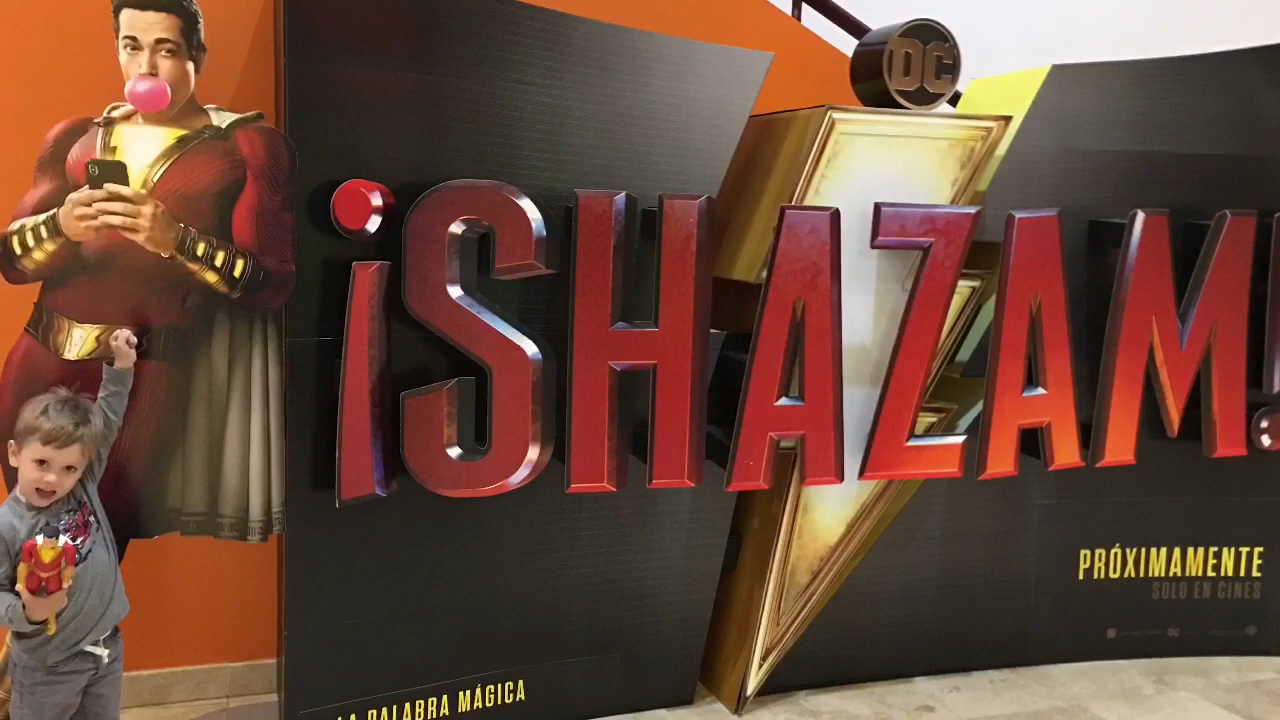 DC
¡SHAZAM!
PRÓXIMAMENTE
SOLO EN CINES
LA PALABRA MÁGICA